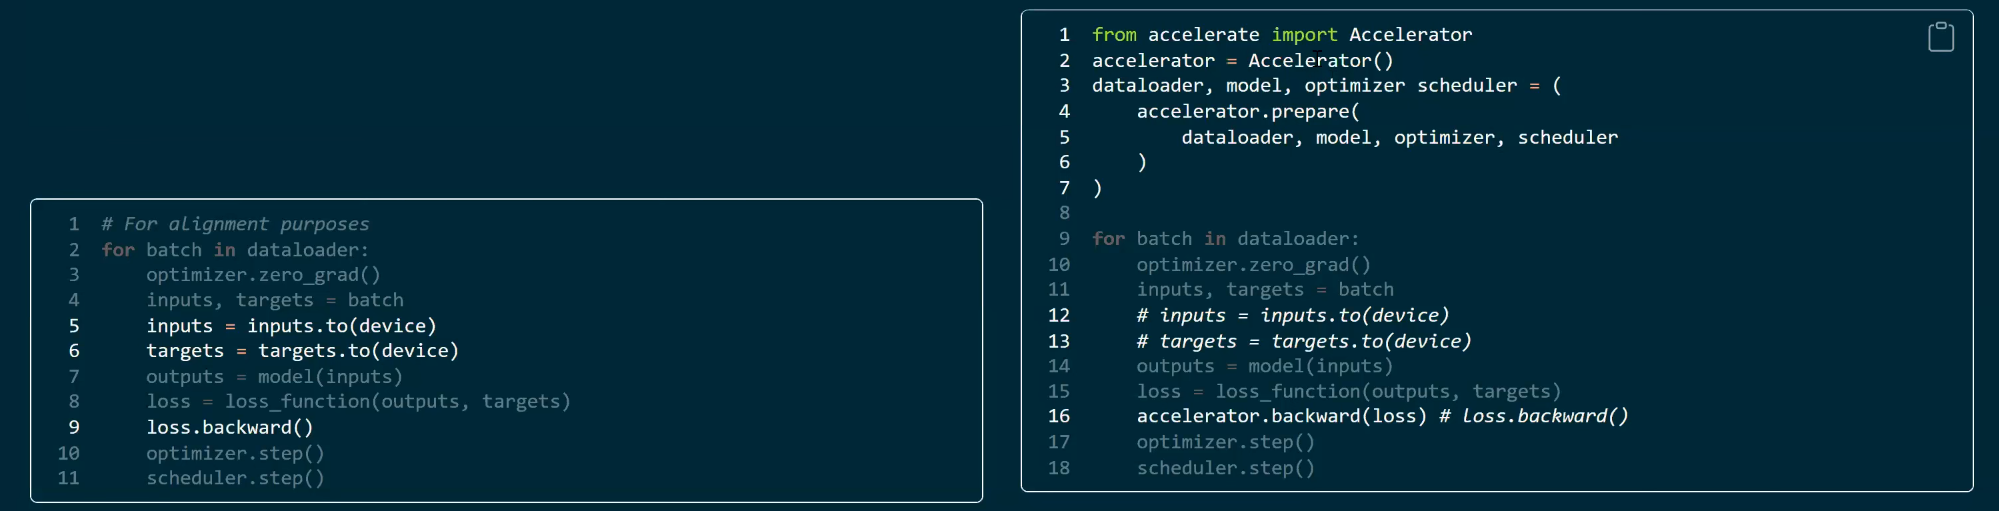 1 # For alignment purposes
2 for batch in dataloader:
3     optimizer.zero_grad()
4     inputs, targets = batch
5     inputs = inputs.to(device)
6     targets = targets.to(device)
7     outputs = model(inputs)
8     loss = loss_function(outputs, targets)
9     loss.backward()
10     optimizer.step()
11     scheduler.step()
1 from accelerate import Accelerator
2 accelerator = Accelerator()
3 dataloader, model, optimizer scheduler = (
4     accelerator.prepare(
5         dataloader, model, optimizer, scheduler
6     )
7 )
8
9 for batch in dataloader:
10     optimizer.zero_grad()
11     inputs, targets = batch
12     # inputs = inputs.to(device)
13     # targets = targets.to(device)
14     outputs = model(inputs)
15     loss = loss_function(outputs, targets)
16     accelerator.backward(loss) # loss.backward()
17     optimizer.step()
18     scheduler.step()